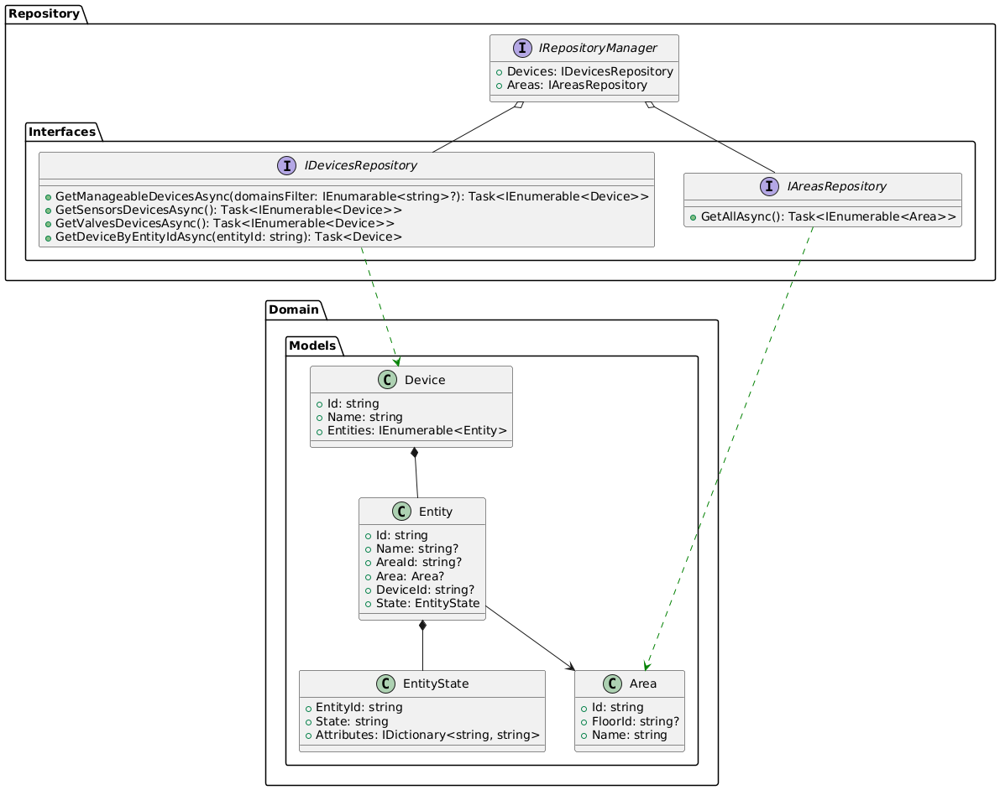 Repository
I IRepositoryManager
Devices: IDevicesRepository
Areas: IAreasRepository
Interfaces
I IDevicesRepository
GetManageableDevicesAsync(domainsFilter: IEnumarable<string>?): Task<IEnumerable<Device>>
GetSensorsDevicesAsync(): Task<IEnumerable<Device>>
GetValvesDevicesAsync(): Task<IEnumerable<Device>>
GetDeviceByEntityIdAsync(entityId: string): Task<Device>
I IAreasRepository
GetAllAsync(): Task<IEnumerable<Area>>
Domain
Models
C Device
Id: string
Name: string
Entities: IEnumerable<Entity>
C Entity
Id: string
Name: string?
AreaId: string?
Area: Area?
DeviceId: string?
State: EntityState
C EntityState
EntityId: string
State: string
Attributes: IDictionary<string, string>
C Area
Id: string
FloorId: string?
Name: string